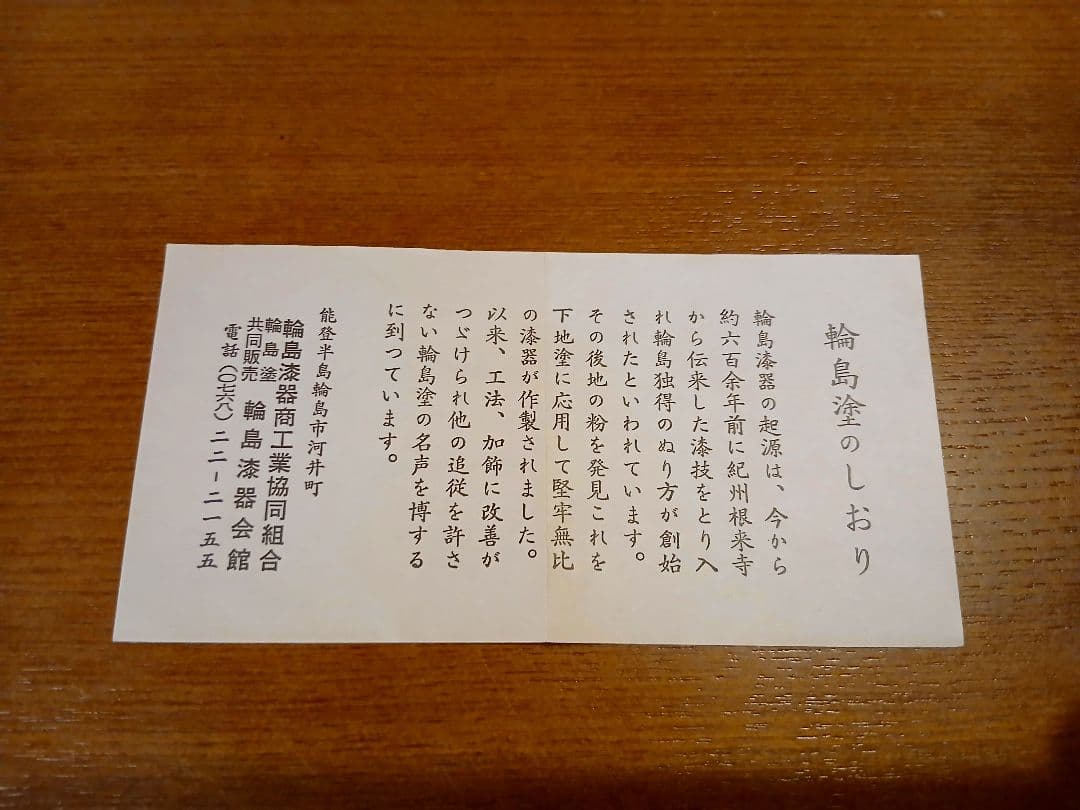 輪島塗のしおり
輪島漆器の起源は、今から
約六百余年前に紀州根来寺
から伝来した漆技をとり入
れ輪島独得のぬり方が創始
されたといわれています。
その後地の粉を発見これを
下地塗に応用して堅牢無比
の漆器が作製されました。
以来、工法、加飾に改善が
つゞけられ他の追従を許さ
ない輪島塗の名声を博する
に到つています。
能登半島輪島市河井町
輪島漆器商工業協同組合
輪島塗
共同販売 輪島漆器会館
電話(〇七六八)二二-二一五五